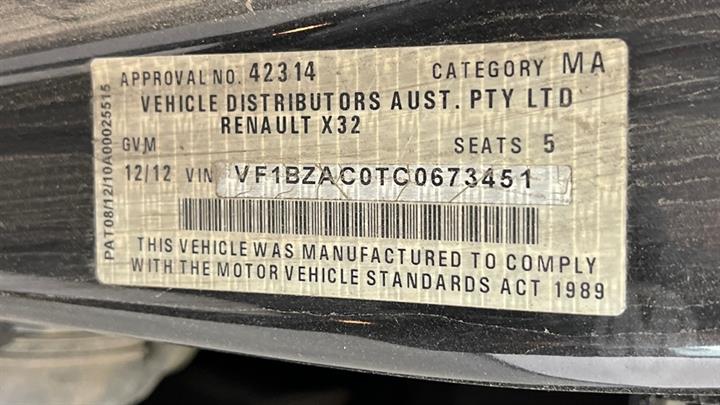 APPROVAL NO. 42314 CATEGORY MA
VEHICLE DISTRIBUTORS AUST. PTY LTD
RENAULT X32
GVM SEATS 5
12/12 VIN VF1BZAC0TC0673451
THIS VEHICLE WAS MANUFACTURED TO COMPLY
WITH THE MOTOR VEHICLE STANDARDS ACT 1989
PAT08/12/10A00025515